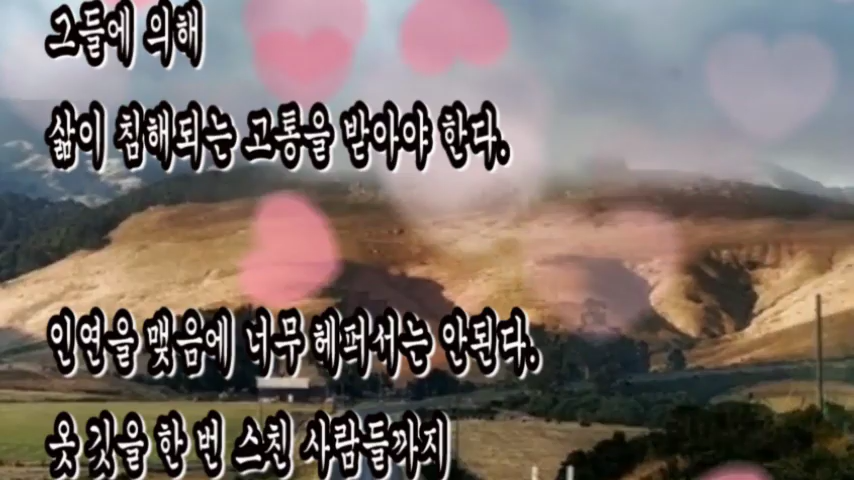 그들에 의해
삶이 침해되는 고통을 받아야 한다.
인연을 맺음에 너무 헤퍼서는 안된다.
옷 깃을 한 번 스친 사람들까지